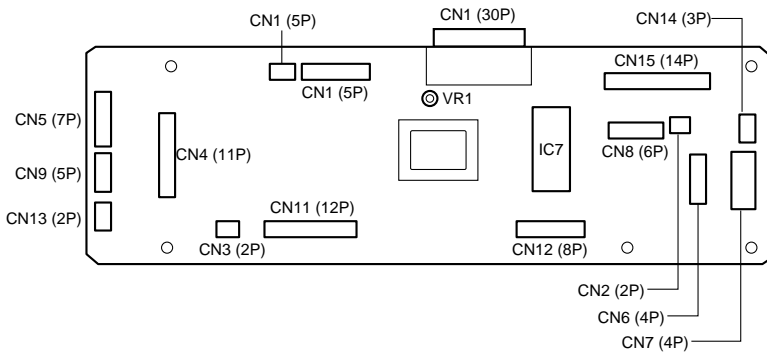 CN1 (5P)
CN1 (30P)
CN14 (3P)
CN15 (14P)
CN1 (5P)
VR1
CN5 (7P)
CN4 (11P)
IC7
CN8 (6P)
CN9 (5P)
CN13 (2P)
CN11 (12P)
CN3 (2P)
CN12 (8P)
CN2 (2P)
CN6 (4P)
CN7 (4P)